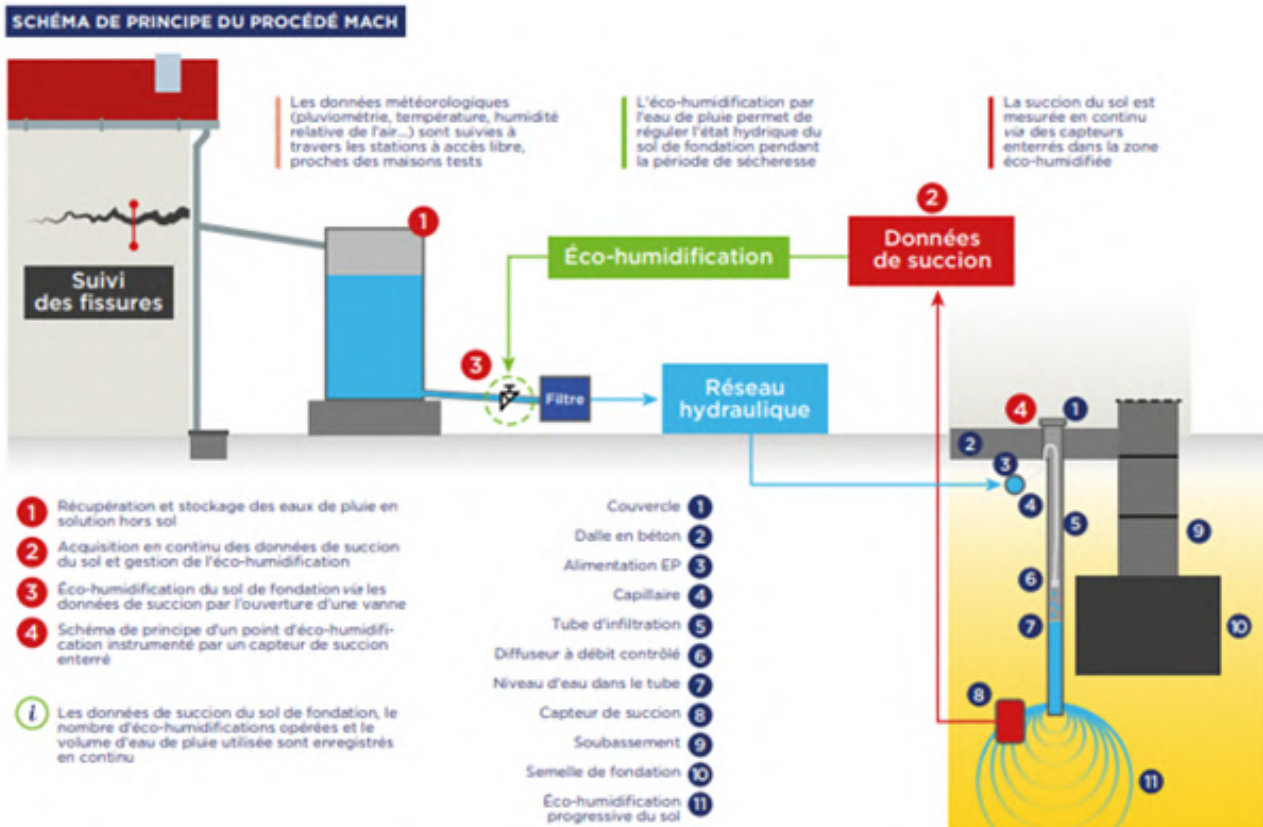 SCHÉMA DE PRINCIPE DU PROCÉDÉ MACH
Les données météorologiques
(pluviométrie, température, humidité
relative de l'air...) sont suivies à
travers les stations à accès libre,
proches des maisons tests
L'éco-humidification par
l'eau de pluie permet de
réguler l'état hydrique du
sol de fondation pendant
la période de sécheresse
La succion du sol est
mesurée en continu
via des capteurs
enterrés dans la zone
éco-humidifiée
Suivi
des fissures
1
Éco-humidification
2
Données
de succion
3
Filtre
Réseau
hydraulique
4
1
2
3
4
5
6
7
8
9
10
11
1 Récupération et stockage des eaux de pluie en
solution hors sol
2 Acquisition en continu des données de succion
du sol et gestion de l'éco-humidification
3 Éco-humidification du sol de fondation via les
données de succion par l'ouverture d'une vanne
4 Schéma de principe d'un point d'éco-humidifi-
cation instrumenté par un capteur de succion
enterré
i Les données de succion du sol de fondation, le
nombre d'éco-humidifications opérées et le
volume d'eau de pluie utilisée sont enregistrés
en continu
Couvercle 1
Dalle en béton 2
Alimentation EP 3
Capillaire 4
Tube d'infiltration 5
Diffuseur à débit contrôlé 6
Niveau d'eau dans le tube 7
Capteur de succion 8
Soubassement 9
Semelle de fondation 10
Éco-humidification 11
progressive du sol